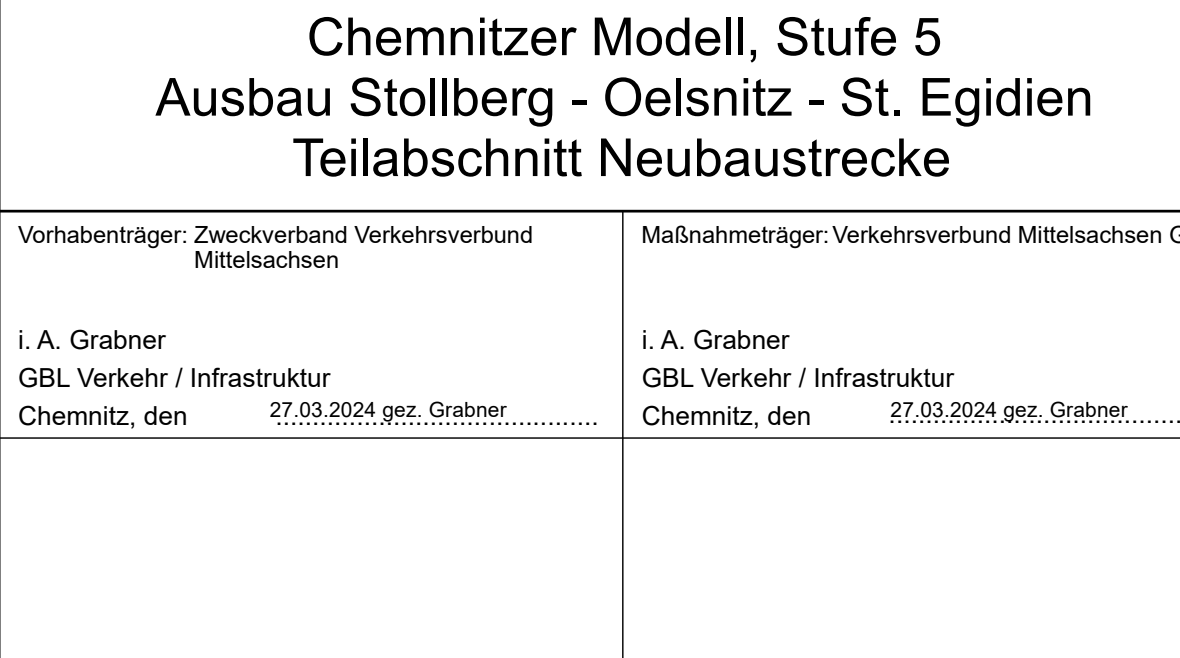 Chemnitzer Modell, Stufe 5
Ausbau Stollberg - Oelsnitz - St. Egidien
Teilabschnitt Neubaustrecke
Vorhabenträger: Zweckverband Verkehrsverbund
Mittelsachsen
i. A. Grabner
GBL Verkehr / Infrastruktur
Chemnitz, den 27.03.2024 gez. Grabner
Maßnahmeträger: Verkehrsverbund Mittelsachsen
i. A. Grabner
GBL Verkehr / Infrastruktur
Chemnitz, den 27.03.2024 gez. Grabner